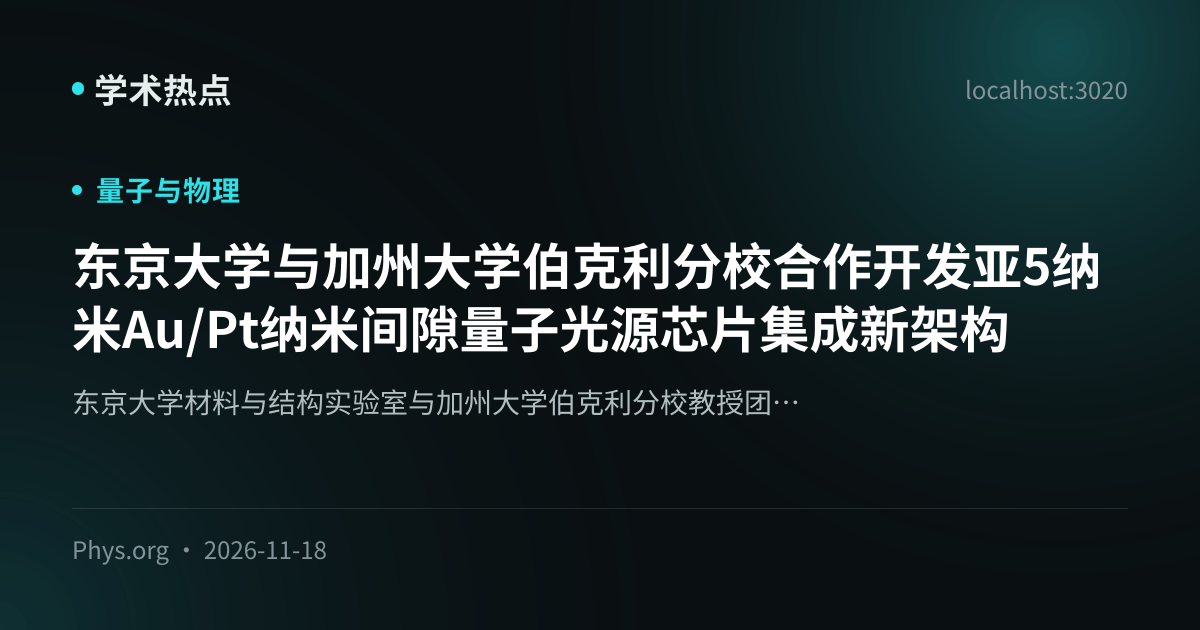 学术热点
localhost:3020
量子与物理
东京大学与加州大学伯克利分校合作开发亚5纳
米Au/Pt纳米间隙量子光源芯片集成新架构
东京大学材料与结构实验室与加州大学伯克利分校教授团…
Phys.org • 2026-11-18